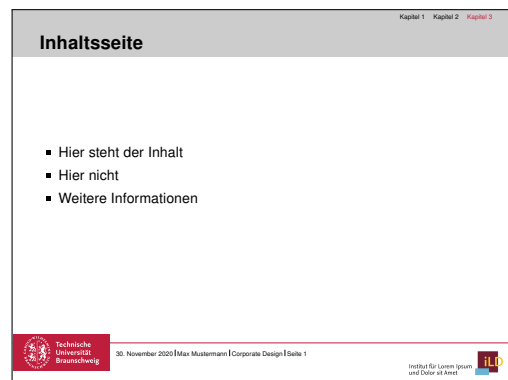 Kapitel 1 Kapitel 2 Kapitel 3
Inhaltsseite
Hier steht der Inhalt
Hier nicht
Weitere Informationen
Technische
Universität
Braunschweig
30. November 2020 | Max Mustermann | Corporate Design | Seite 1
Institut für Lorem Ipsum
und Dolor sit Amet
iLD